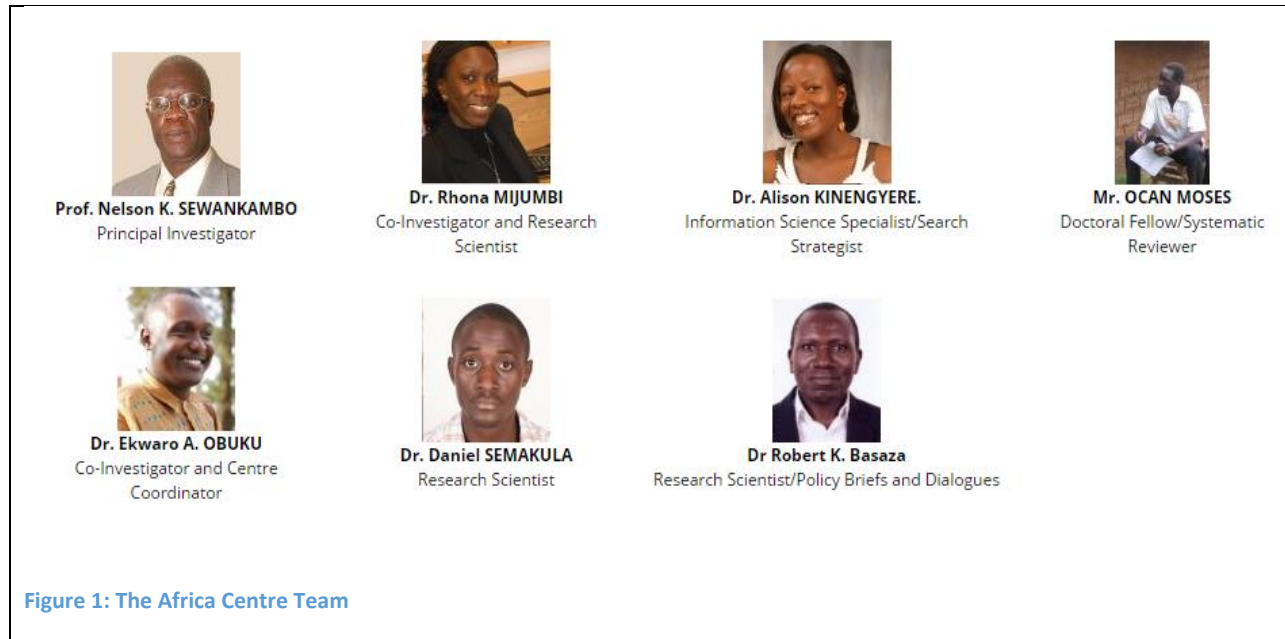 Prof. Nelson K. SEWANKAMBO
Principal Investigator
Dr. Rhona MIJUMBI
Co-Investigator and Research
Scientist
Dr. Alison KINENGYERE.
Information Science Specialist/Search
Strategist
Mr. OCAN MOSES
Doctoral Fellow/Systematic
Reviewer
Dr. Ekwaro A. OBUKU
Co-Investigator and Centre
Coordinator
Dr. Daniel SEMAKULA
Research Scientist
Dr Robert K. Basaza
Research Scientist/Policy Briefs and Dialogues
Figure 1: The Africa Centre Team